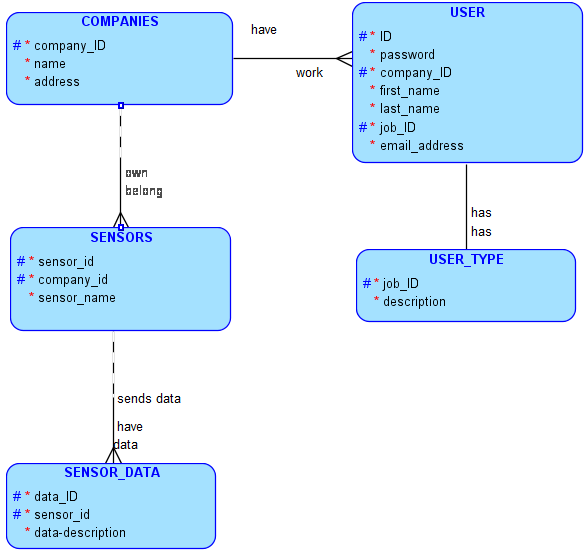 COMPANIES
# * company_ID
* name
* address
have
work
USER
# * ID
* password
# * company_ID
* first_name
* last_name
# * job_ID
* email_address
own
belong
has
has
SENSORS
# * sensor_id
# * company_id
* sensor_name
USER_TYPE
# * job_ID
* description
sends data
have
data
SENSOR_DATA
# * data_ID
# * sensor_id
* data-description